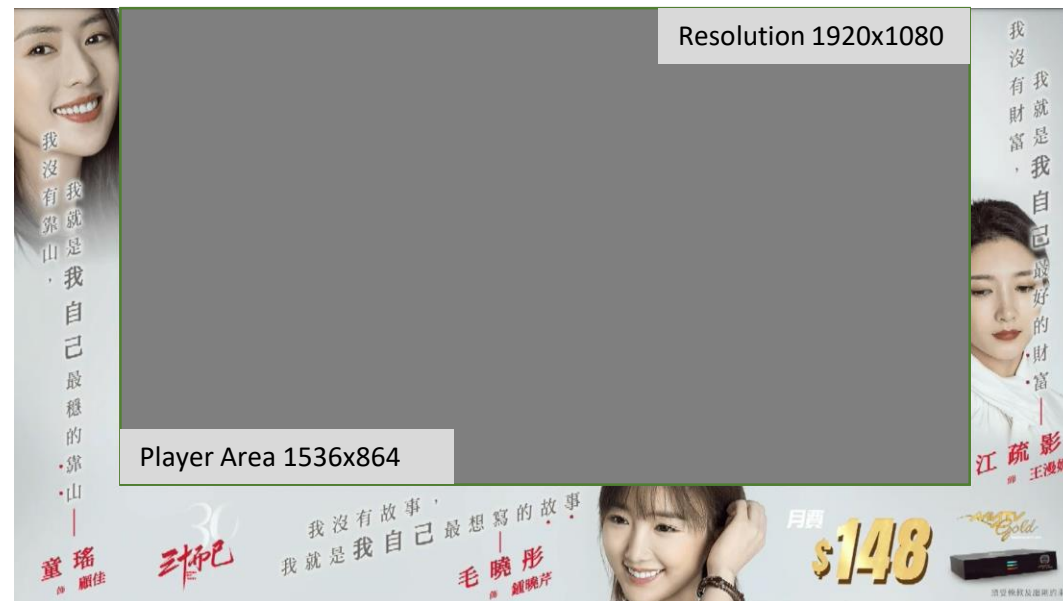 Resolution 1920x1080
Player Area 1536x864
我沒有靠山，
我就是我自己最穩的靠山
童瑤
飾 顧佳
30
三十而已
我沒有故事，
我就是我自己最想寫的故事
毛曉彤
飾 鍾曉芹
我沒有財富，
我就是我自己最好的財富
江疏影
飾 王漫妮
月費
$148
myTV
Gold